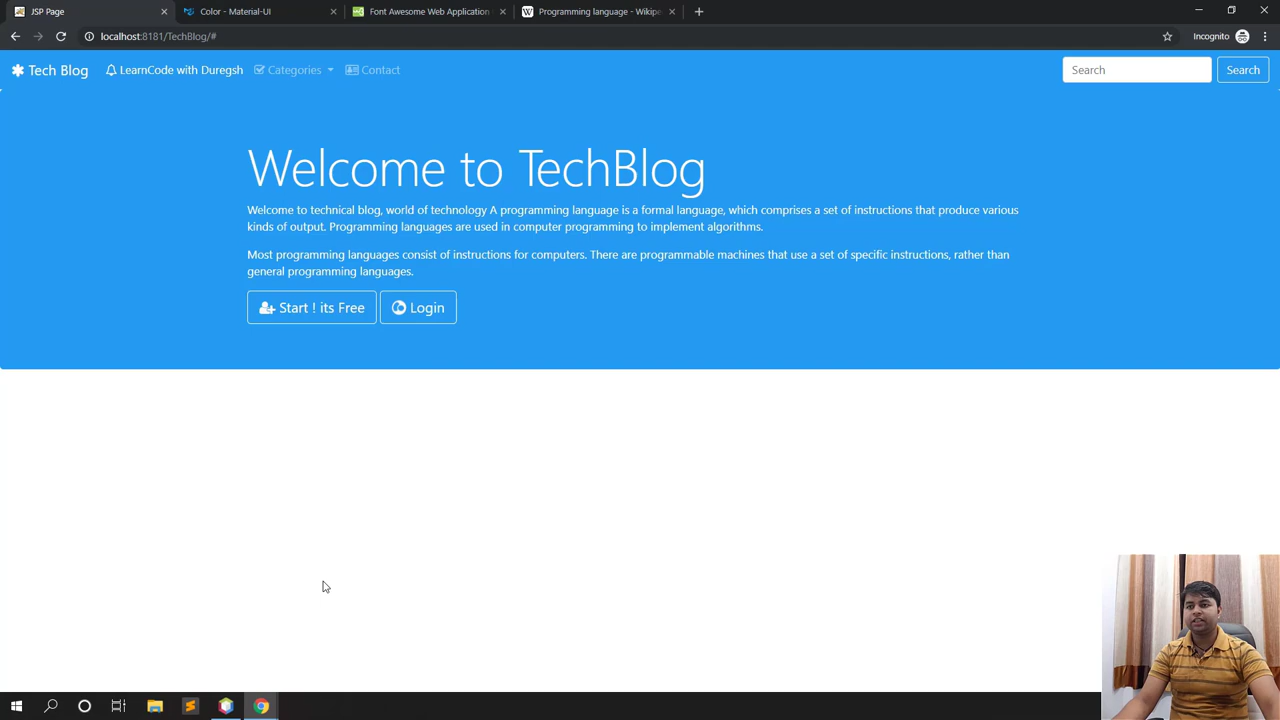 JSP Page
Color - Material-UI
Font Awesome Web Application
Programming language - Wikipe
localhost:8181/TechBlog/#
Incognito
Tech Blog
LearnCode with Duregsh
Categories
Contact
Search
Search
Welcome to TechBlog
Welcome to technical blog, world of technology A programming language is a formal language, which comprises a set of instructions that produce various
kinds of output. Programming languages are used in computer programming to implement algorithms.
Most programming languages consist of instructions for computers. There are programmable machines that use a set of specific instructions, rather than
general programming languages.
Start ! its Free
Login